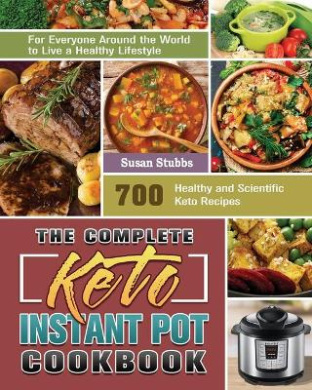 For Everyone Around the World
to Live a Healthy Lifestyle
Susan Stubbs
700
Healthy and Scientific
Keto Recipes
THE COMPLETE
Keto
INSTANT POT
COOKBOOK